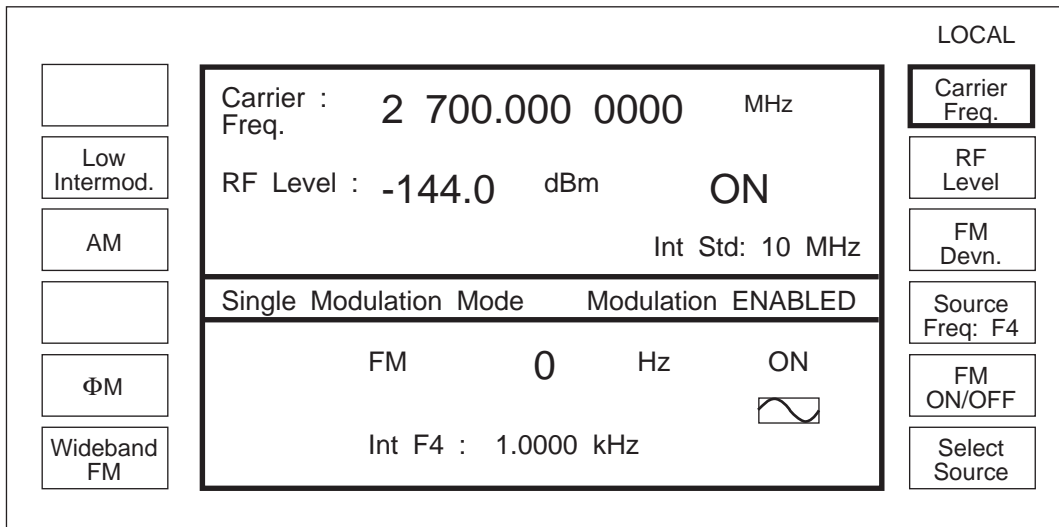 LOCAL
Low
Intermod.
AM
ΦM
Wideband
FM
Carrier :
Freq.
2 700.000 0000 MHz
RF Level : -144.0 dBm ON
Int Std: 10 MHz
Single Modulation Mode Modulation ENABLED
FM 0 Hz ON
Int F4 : 1.0000 kHz
Carrier
Freq.
RF
Level
FM
Devn.
Source
Freq: F4
FM
ON/OFF
Select
Source